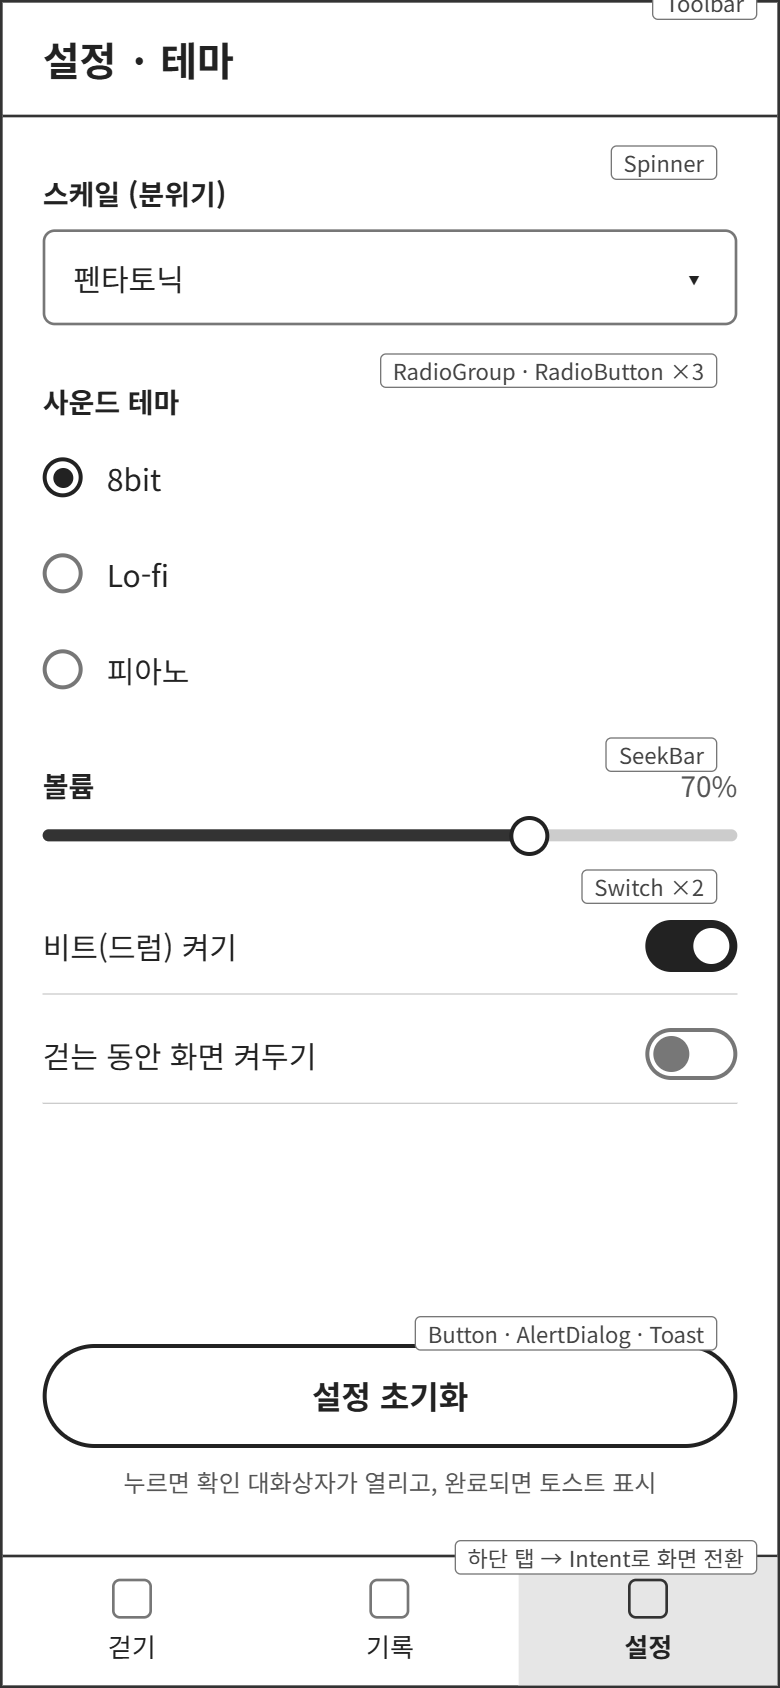 Toolbar
설정 · 테마
Spinner
스케일 (분위기)
펜타토닉
RadioGroup · RadioButton ×3
사운드 테마
8bit
Lo-fi
피아노
SeekBar
볼륨
70%
Switch ×2
비트(드럼) 켜기
걷는 동안 화면 켜두기
Button · AlertDialog · Toast
설정 초기화
누르면 확인 대화상자가 열리고, 완료되면 토스트 표시
하단 탭 → Intent로 화면 전환
걷기
기록
설정